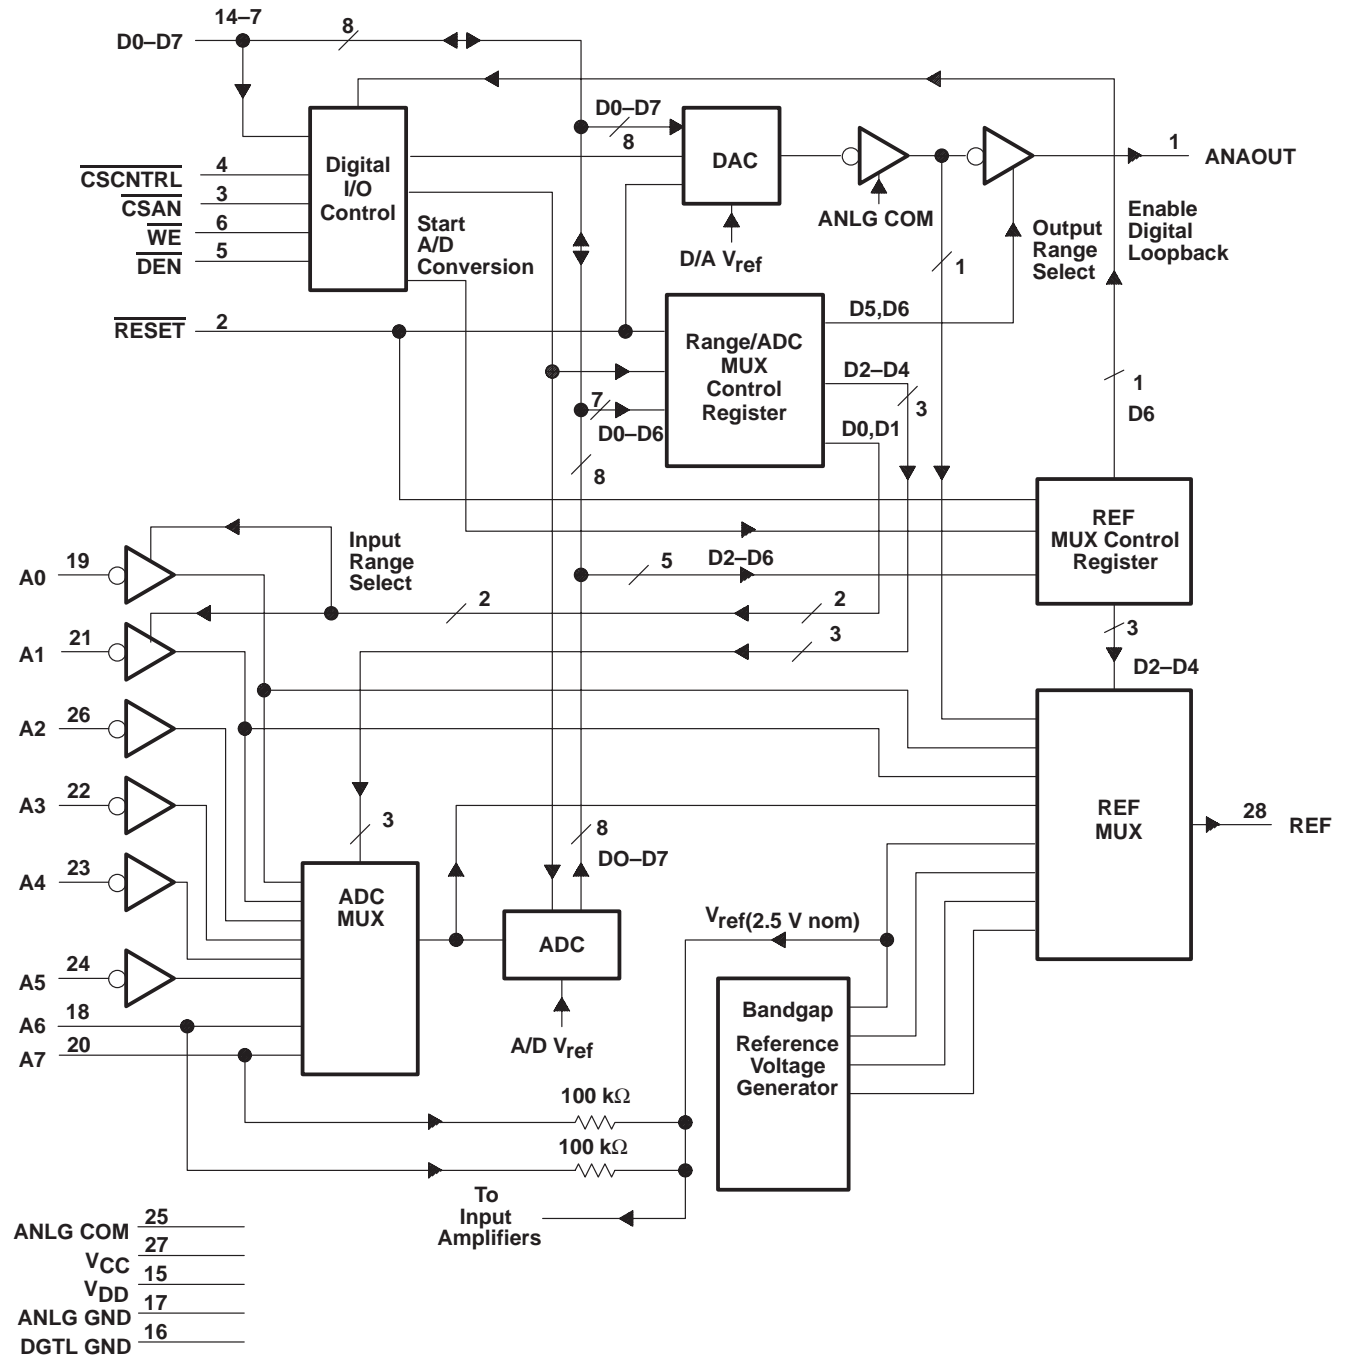 14–7
D0–D7
8
D0–D7
8
DAC
1
ANAOUT
4
CSCNTRL
3
CSAN
6
WE
5
DEN
Digital
I/O
Control
Start
A/D
Conversion
ANLG COM
D/A Vref
1
Output
Range
Select
Enable
Digital
Loopback
RESET
2
Range/ADC
MUX
Control
Register
D5,D6
D2–D4
3
D0,D1
7
D0–D6
8
1
D6
REF
MUX Control
Register
Input
Range
Select
5
D2–D6
2
2
3
3
D2–D4
A0
19
A1
21
A2
26
A3
22
A4
23
A5
24
A6
18
A7
20
3
ADC
MUX
8
DO–D7
ADC
A/D Vref
REF
MUX
28
REF
Vref(2.5 V nom)
Bandgap
Reference
Voltage
Generator
100 kΩ
100 kΩ
To
Input
Amplifiers
ANLG COM 25
VCC 27
VDD 15
ANLG GND 17
DGTL GND 16